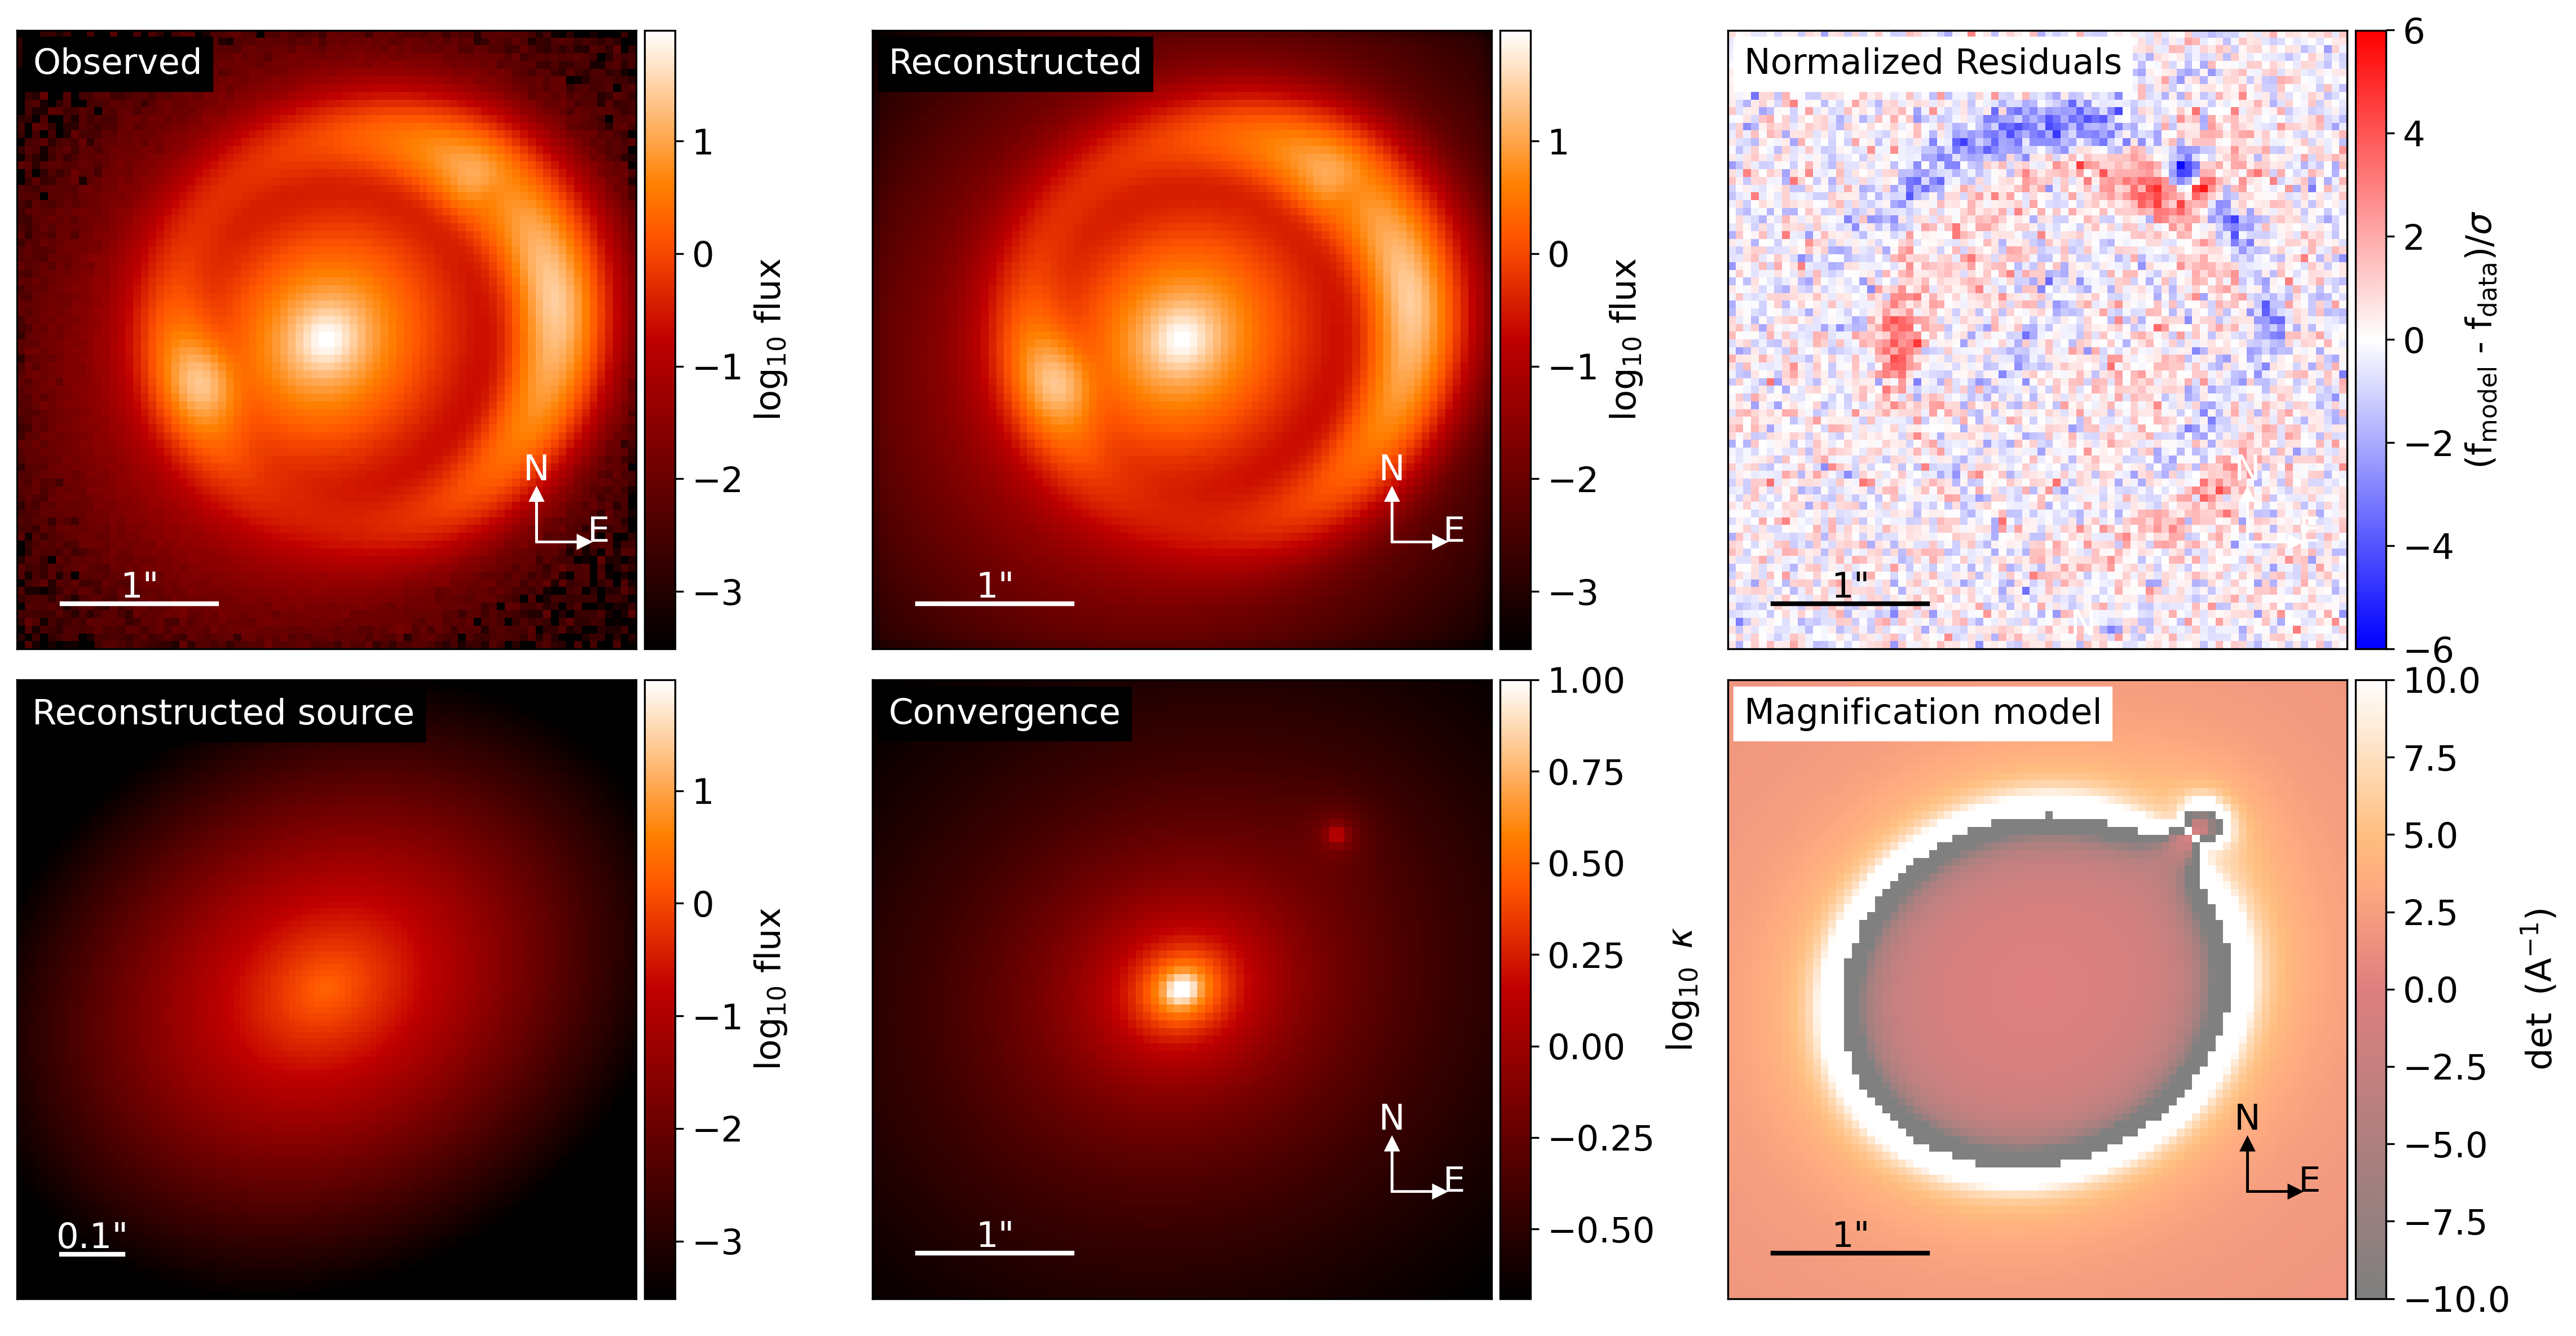 Observed
1
0
−1
−2
−3
log10 flux
N
E
1"
Reconstructed
1
0
−1
−2
−3
log10 flux
N
E
1"
Normalized Residuals
6
4
2
0
−2
−4
−6
(fmodel - fdata)/σ
N
E
1"
N
Reconstructed source
1
0
−1
−2
−3
log10 flux
0.1"
Convergence
1.00
0.75
0.50
0.25
0.00
−0.25
−0.50
log10 κ
N
E
1"
Magnification model
10.0
7.5
5.0
2.5
0.0
−2.5
−5.0
−7.5
−10.0
det (A−1)
N
E
1"